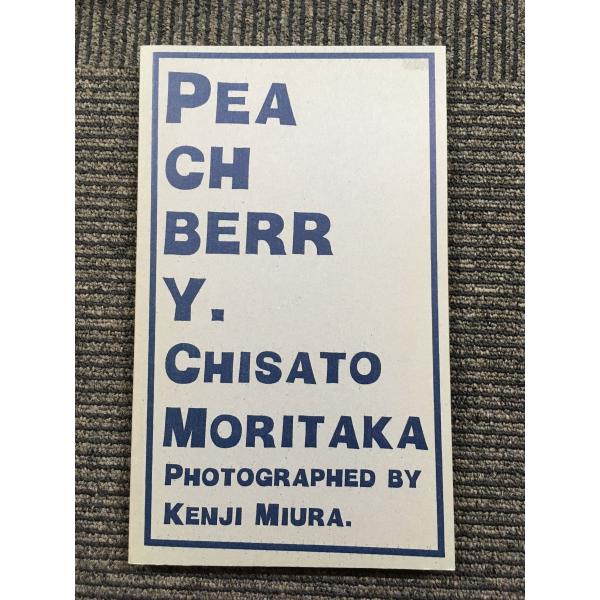 PEA
CH
BERR
Y.
CHISATO
MORITAKA
PHOTOGRAPHED BY
KENJI MIURA.